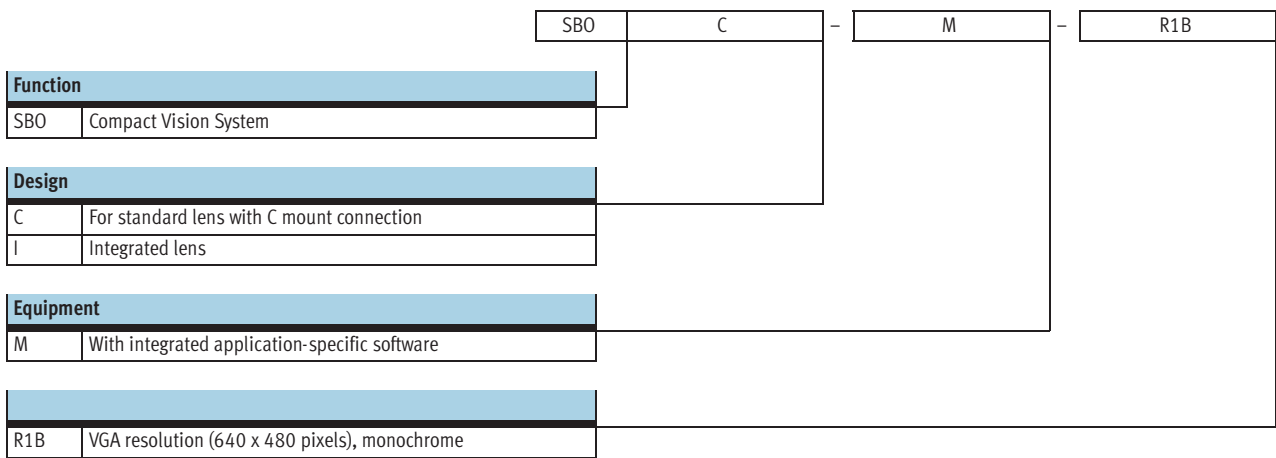 SBO C – M – R1B
Function
SBO Compact Vision System
Design
C For standard lens with C mount connection
I Integrated lens
Equipment
M With integrated application-specific software
R1B VGA resolution (640 x 480 pixels), monochrome